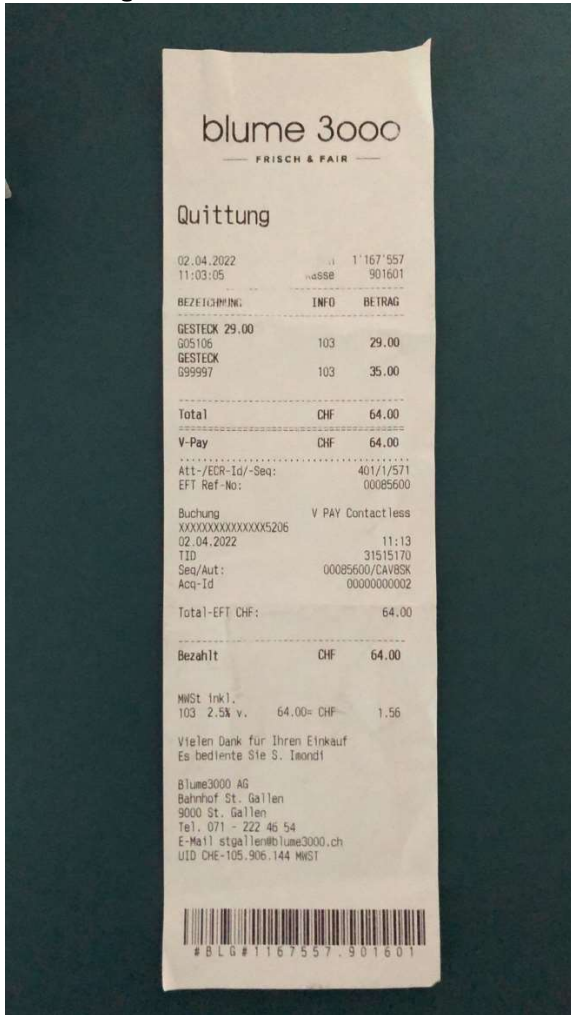 blume 3000
FRISCH & FAIR
Quittung
02.04.2022 1'167'557
11:03:05 901601
BEZEICHNUNG INFO BETRAG
GESTECK 29.00
G05106 103 29.00
GESTECK
G99997 103 35.00
Total CHF 64.00
V-Pay CHF 64.00
Att-/ECR-Id/-Seq: 401/1/571
EFT Ref-No: 00085600
Buchung V PAY Contactless
XXXXXXXXXXXXXXX5206
02.04.2022 11:13
TID 31515170
Seq/Aut: 00085600/CAV8SK
Acq-Id 00000000002
Total-EFT CHF: 64.00
Bezahlt CHF 64.00
MWSt inkl.
103 2.5% v. 64.00= CHF 1.56
Vielen Dank für Ihren Einkauf
Es bediente Sie S. Imondi
Blume3000 AG
Bahnhof St. Gallen
9000 St. Gallen
Tel. 071 - 222 46 54
E-Mail stgallen@blume3000.ch
UID CHE-105.906.144 MWST
#BLG#1167557.901601